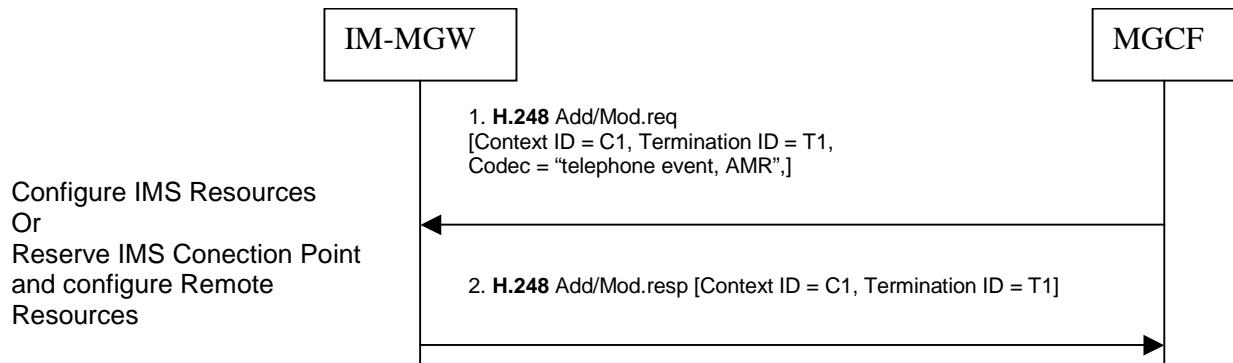 IM-MGW
MGCF
1. H.248 Add/Mod.req
[Context ID = C1, Termination ID = T1,
Codec = “telephone event, AMR”,]
Configure IMS Resources
Or
Reserve IMS Conection Point
and configure Remote
Resources
2. H.248 Add/Mod.resp [Context ID = C1, Termination ID = T1]